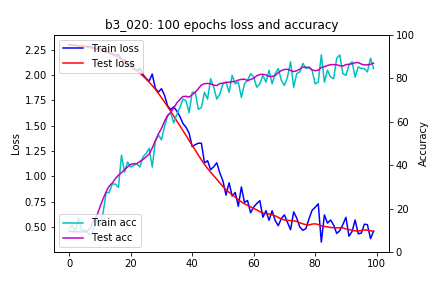 b3_020: 100 epochs loss and accuracy
Train loss
Test loss
Train acc
Test acc
Loss
2.25
2.00
1.75
1.50
1.25
1.00
0.75
0.50
Accuracy
100
80
60
40
20
0
0 20 40 60 80 100